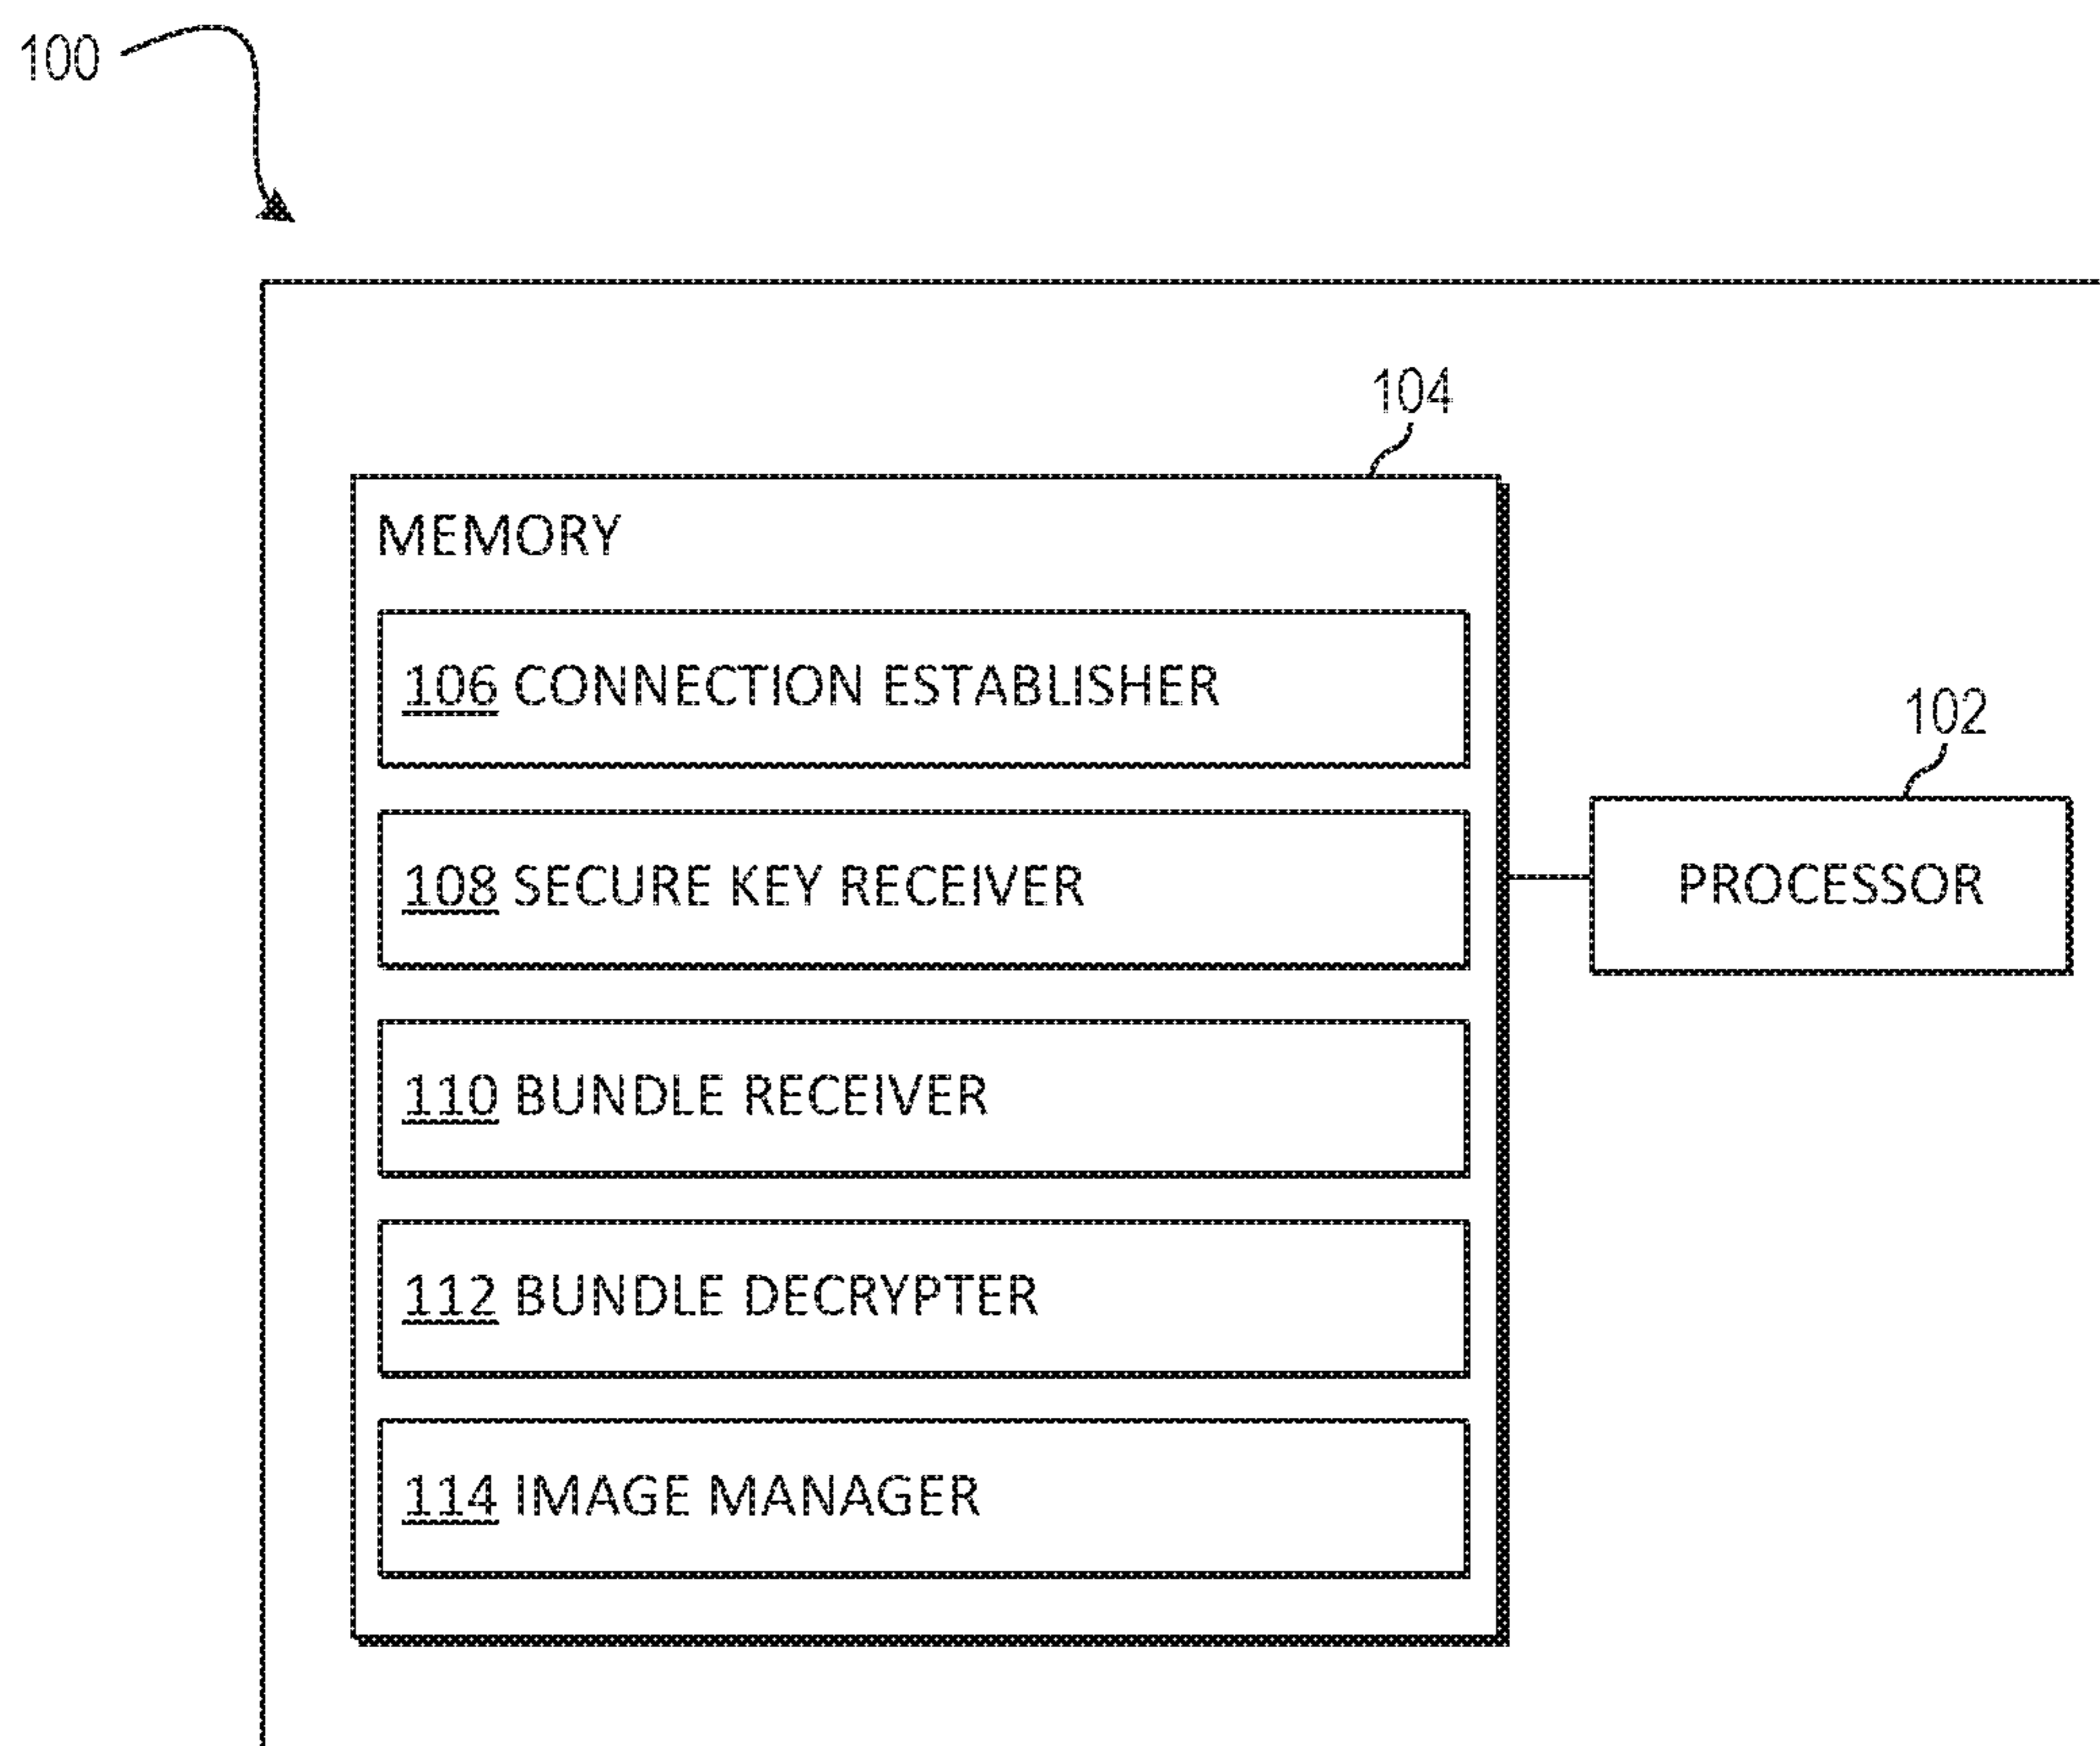 100
104
MEMORY
106 CONNECTION ESTABLISHER
102
108 SECURE KEY RECEIVER
PROCESSOR
110 BUNDLE RECEIVER
112 BUNDLE DECRYPTER
114 IMAGE MANAGER